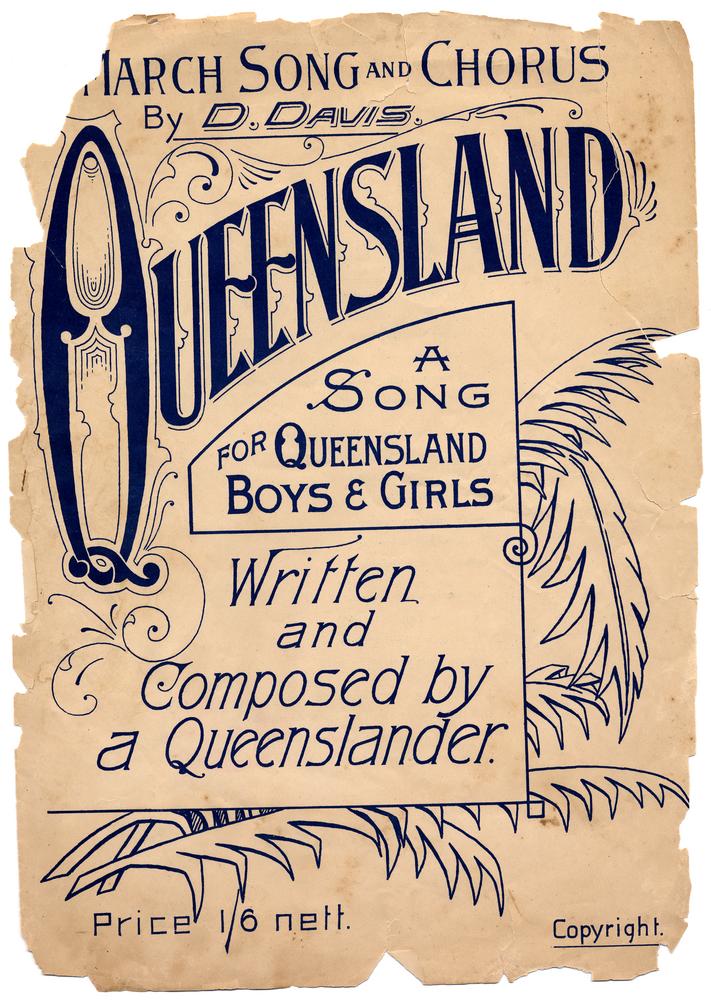 MARCH SONG AND CHORUS
By D. DAVIS.
QUEENSLAND
A
SONG
FOR QUEENSLAND
BOYS & GIRLS
Written
and
Composed by
a Queenslander.
Price 1/6 nett.
Copyright.